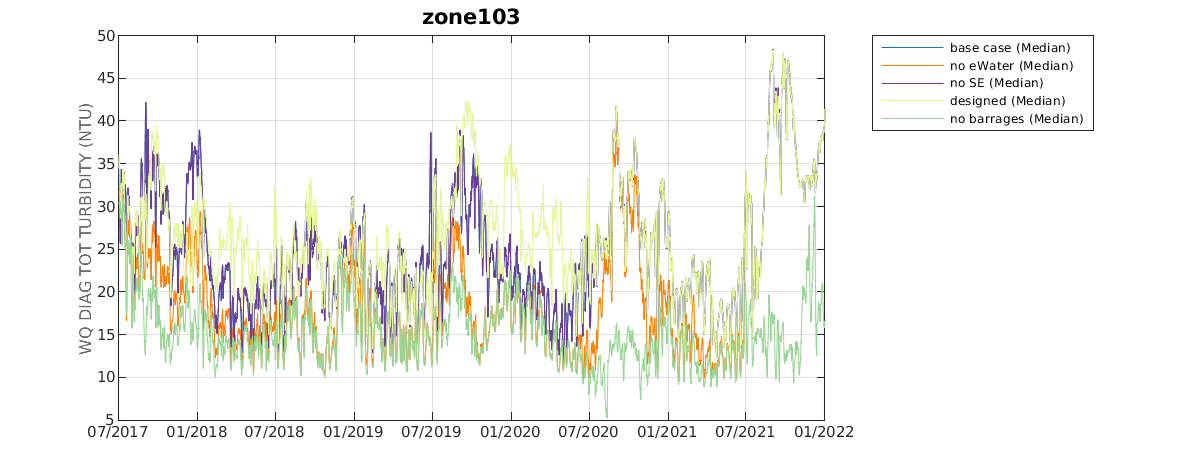 zone103
WQ DIAG TOT TURBIDITY (NTU)
50
45
40
35
30
25
20
15
10
5
07/2017 01/2018 07/2018 01/2019 07/2019 01/2020 07/2020 01/2021 07/2021 01/2022
base case (Median)
no eWater (Median)
no SE (Median)
designed (Median)
no barrages (Median)